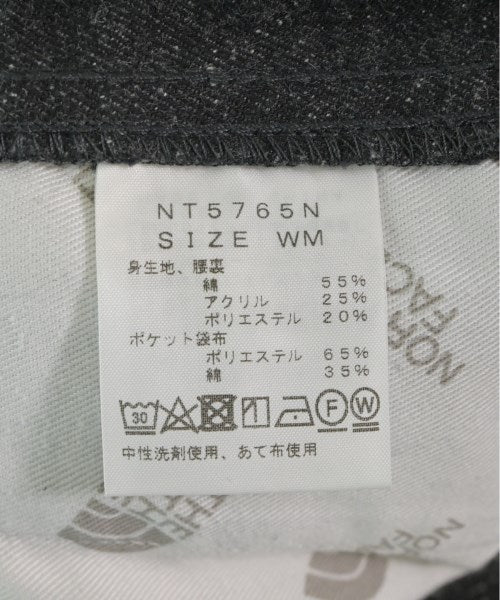 NT5765N
SIZE WM
身生地、腰裏
綿 55%
アクリル 25%
ポリエステル 20%
ポケット袋布
ポリエステル 65%
綿 35%
30 F W
中性洗剤使用、あて布使用
NOR
FAC